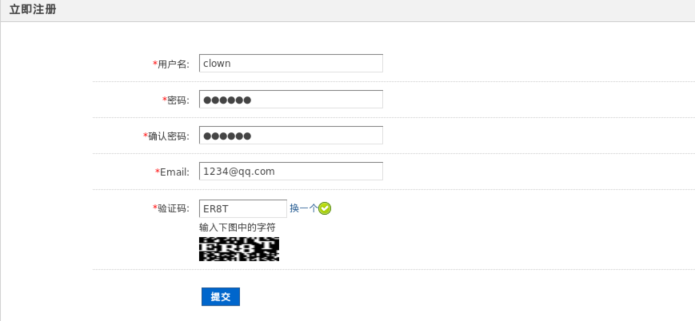 立即注册
*用户名: clown
*密码: ●●●●●●
*确认密码: ●●●●●●
*Email: 1234@qq.com
*验证码: ER8T 换一个
输入下图中的字符
ER8T
提交